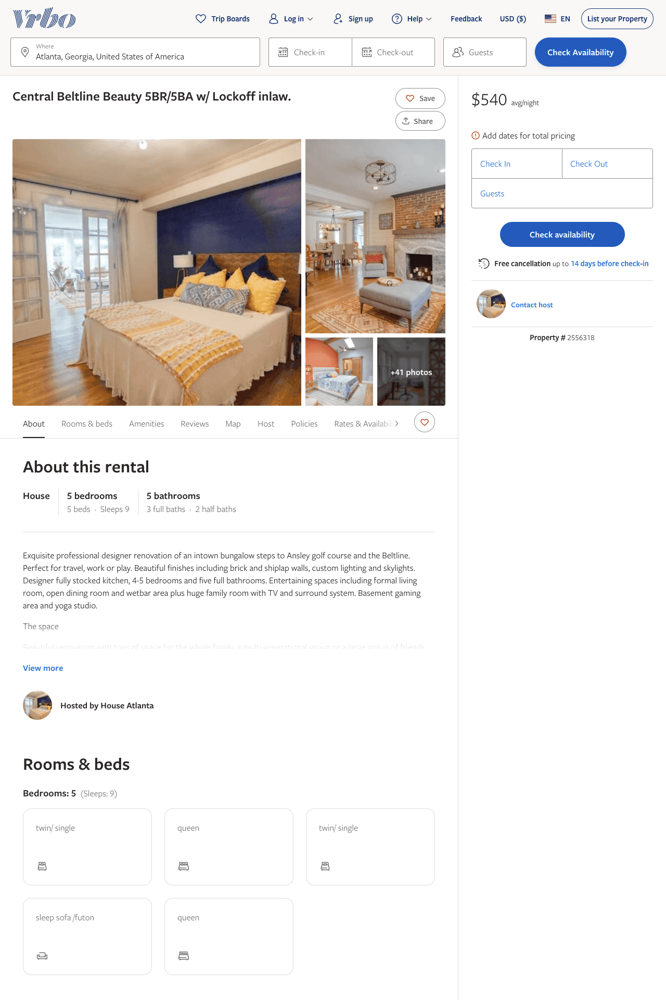 Vrbo
Trip Boards
Log in
Sign up
Help
Feedback
USD ($)
EN
List your Property
Where
Atlanta, Georgia, United States of America
Check-in
Check-out
Guests
Check Availability
Central Beltline Beauty 5BR/5BA w/ Lockoff inlaw.
Save
Share
$540 avg/night
Add dates for total pricing
Check In
Check Out
Guests
Check availability
Free cancellation up to 14 days before check-in
Contact host
Property # 2556318
+41 photos
About
Rooms & beds
Amenities
Reviews
Map
Host
Policies
Rates & Availabili
About this rental
House
5 bedrooms
5 beds · Sleeps 9
5 bathrooms
3 full baths · 2 half baths
Exquisite professional designer renovation of an intown bungalow steps to Ansley golf course and the Beltline.
Perfect for travel, work or play. Beautiful finishes including brick and shiplap walls, custom lighting and skylights.
Designer fully stocked kitchen, 4-5 bedrooms and five full bathrooms. Entertaining spaces including formal living
room, open dining room and wetbar area plus huge family room with TV and surround system. Basement gaming
area and yoga studio.
The space
Beautiful renovation with tons of space for the whole family, a multi generational group or a large group of friends
View more
Hosted by House Atlanta
Rooms & beds
Bedrooms: 5 (Sleeps: 9)
twin/ single
queen
twin/ single
sleep sofa /futon
queen